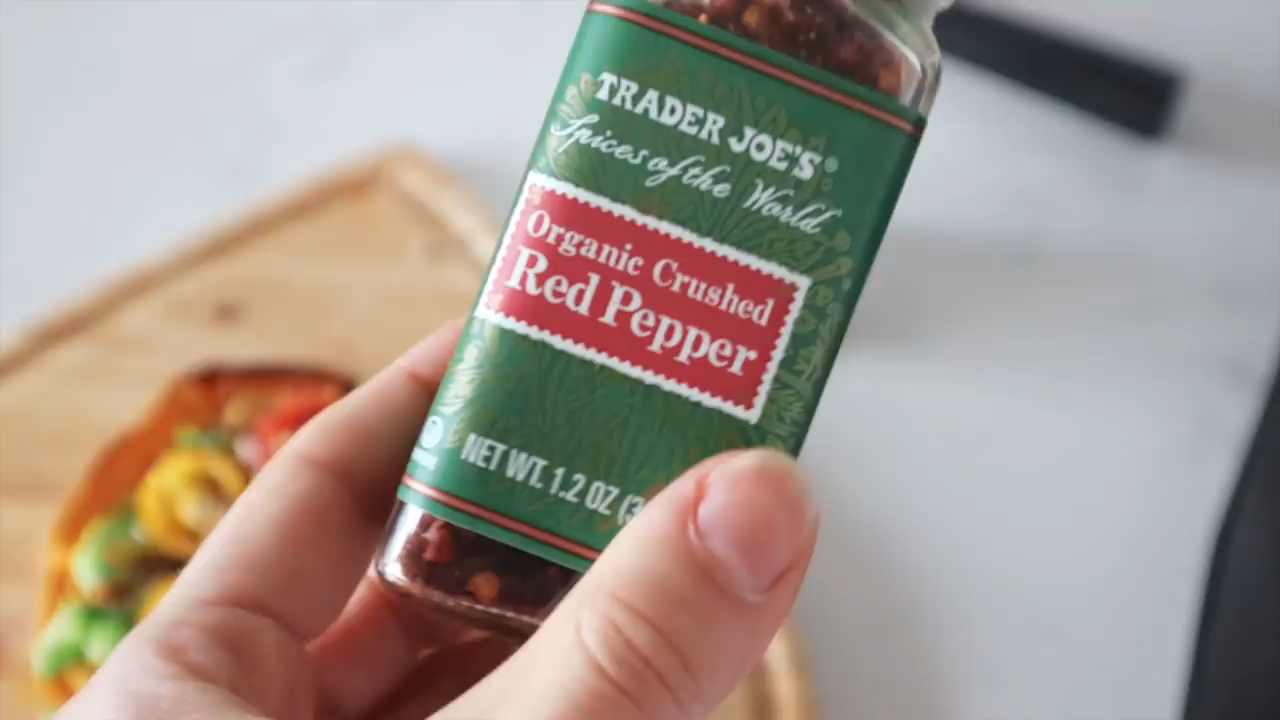 TRADER JOE'S®
Spices of the World
Organic Crushed
Red Pepper
NET WT. 1.2 OZ (3